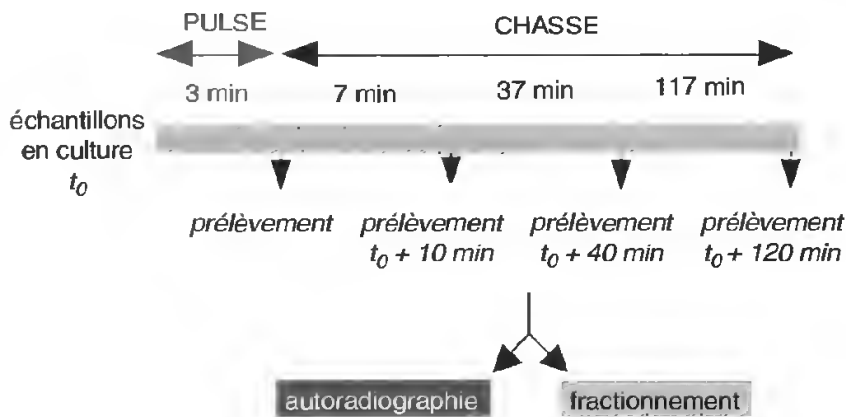 PULSE
CHASSE
3 min
7 min
37 min
117 min
échantillons
en culture
t0
prélèvement
prélèvement
t0 + 10 min
prélèvement
t0 + 40 min
prélèvement
t0 + 120 min
autoradiographie
fractionnement